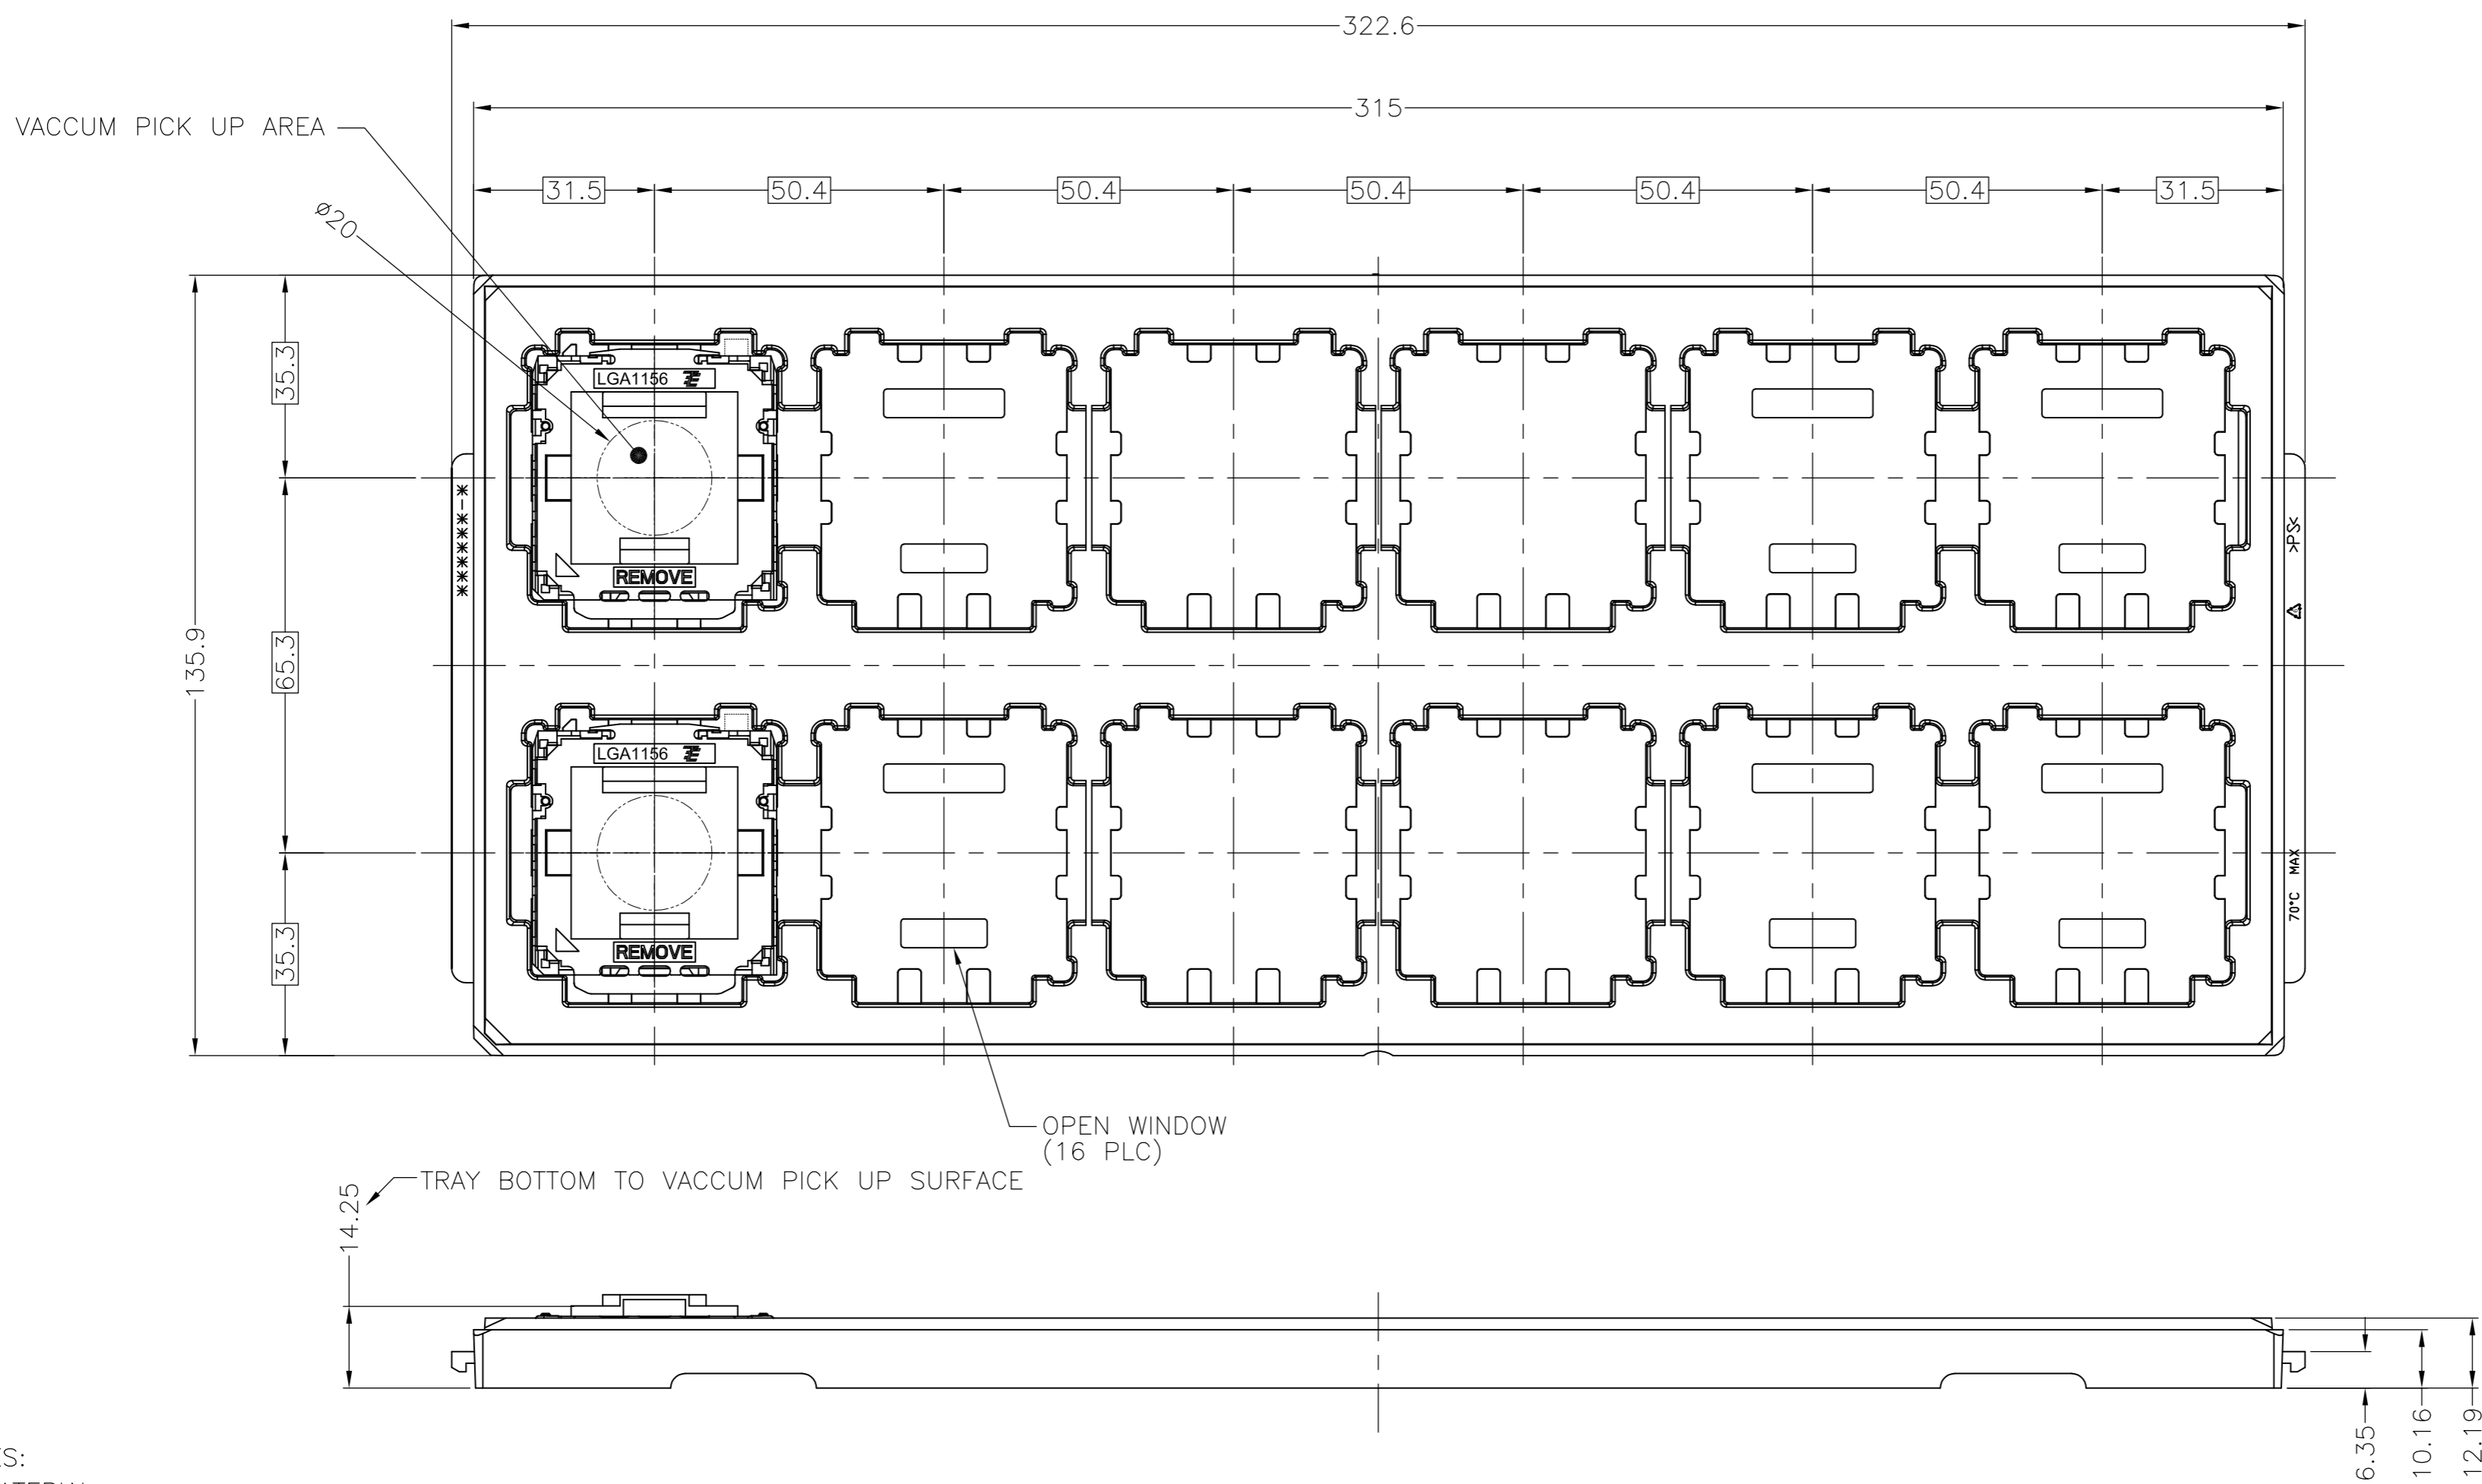 322.6
315
VACCUM PICK UP AREA
31.5 50.4 50.4 50.4 50.4 50.4 31.5
ø20
35.3
65.3
35.3
135.9
LGA1156
REMOVE
LGA1156
REMOVE
*-******
>PS<
70°C MAX
OPEN WINDOW
(16 PLC)
TRAY BOTTOM TO VACCUM PICK UP SURFACE
14.25
6.35
10.16
12.19